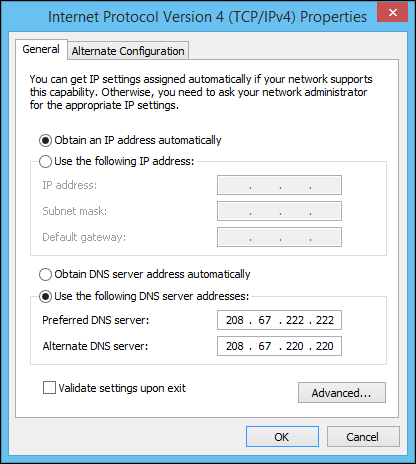 Internet Protocol Version 4 (TCP/IPv4) Properties
General
Alternate Configuration
You can get IP settings assigned automatically if your network supports
this capability. Otherwise, you need to ask your network administrator
for the appropriate IP settings.
Obtain an IP address automatically
Use the following IP address:
IP address: . . .
Subnet mask: . . .
Default gateway: . . .
Obtain DNS server address automatically
Use the following DNS server addresses:
Preferred DNS server: 208 . 67 . 222 . 222
Alternate DNS server: 208 . 67 . 220 . 220
Validate settings upon exit
Advanced...
OK
Cancel